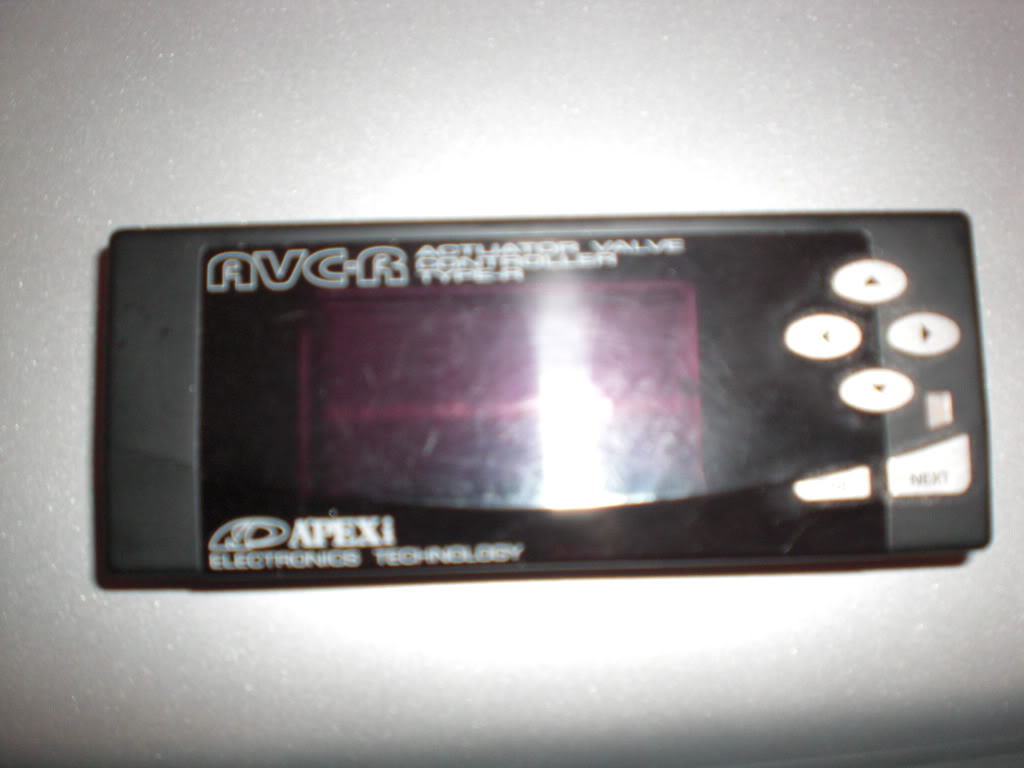 AVC-R
ACTUATOR VALVE
CONTROLLER
TYPE-R
NEXT
APEXi
ELECTRONICS TECHNOLOGY